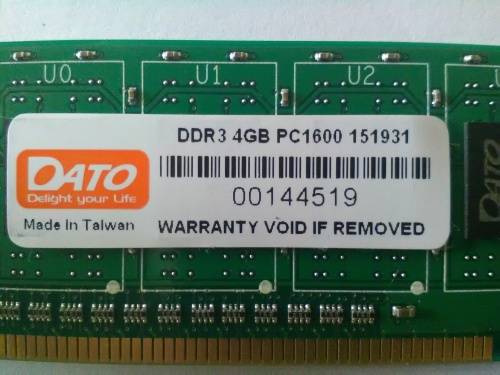 U0 U1 U2
DDR3 4GB PC1600 151931
DATO
Delight your Life
00144519
Made In Taiwan
WARRANTY VOID IF REMOVED